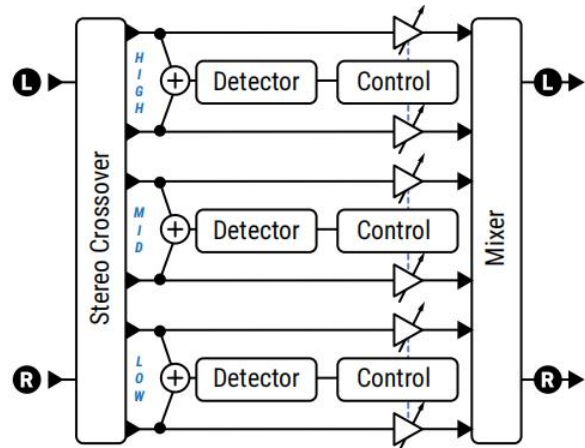 L
Stereo Crossover
HIGH
+
Detector
Control
MID
+
Detector
Control
LOW
+
Detector
Control
Mixer
L
R
R